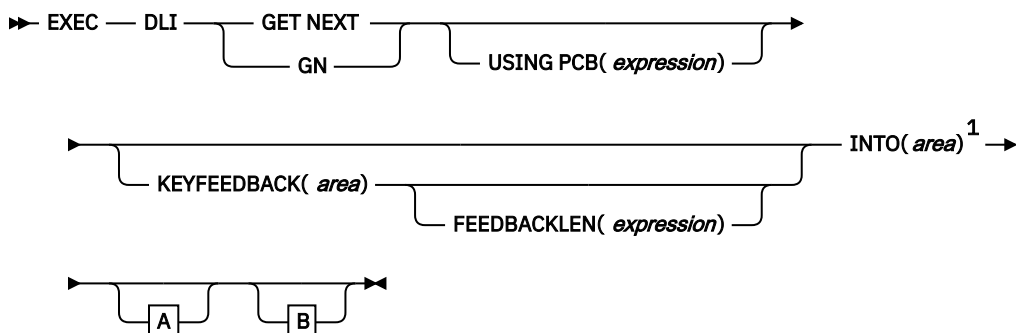 EXEC DLI GET NEXT
GN
USING PCB( expression)
KEYFEEDBACK( area)
FEEDBACKLEN( expression)
INTO( area) 1
A B